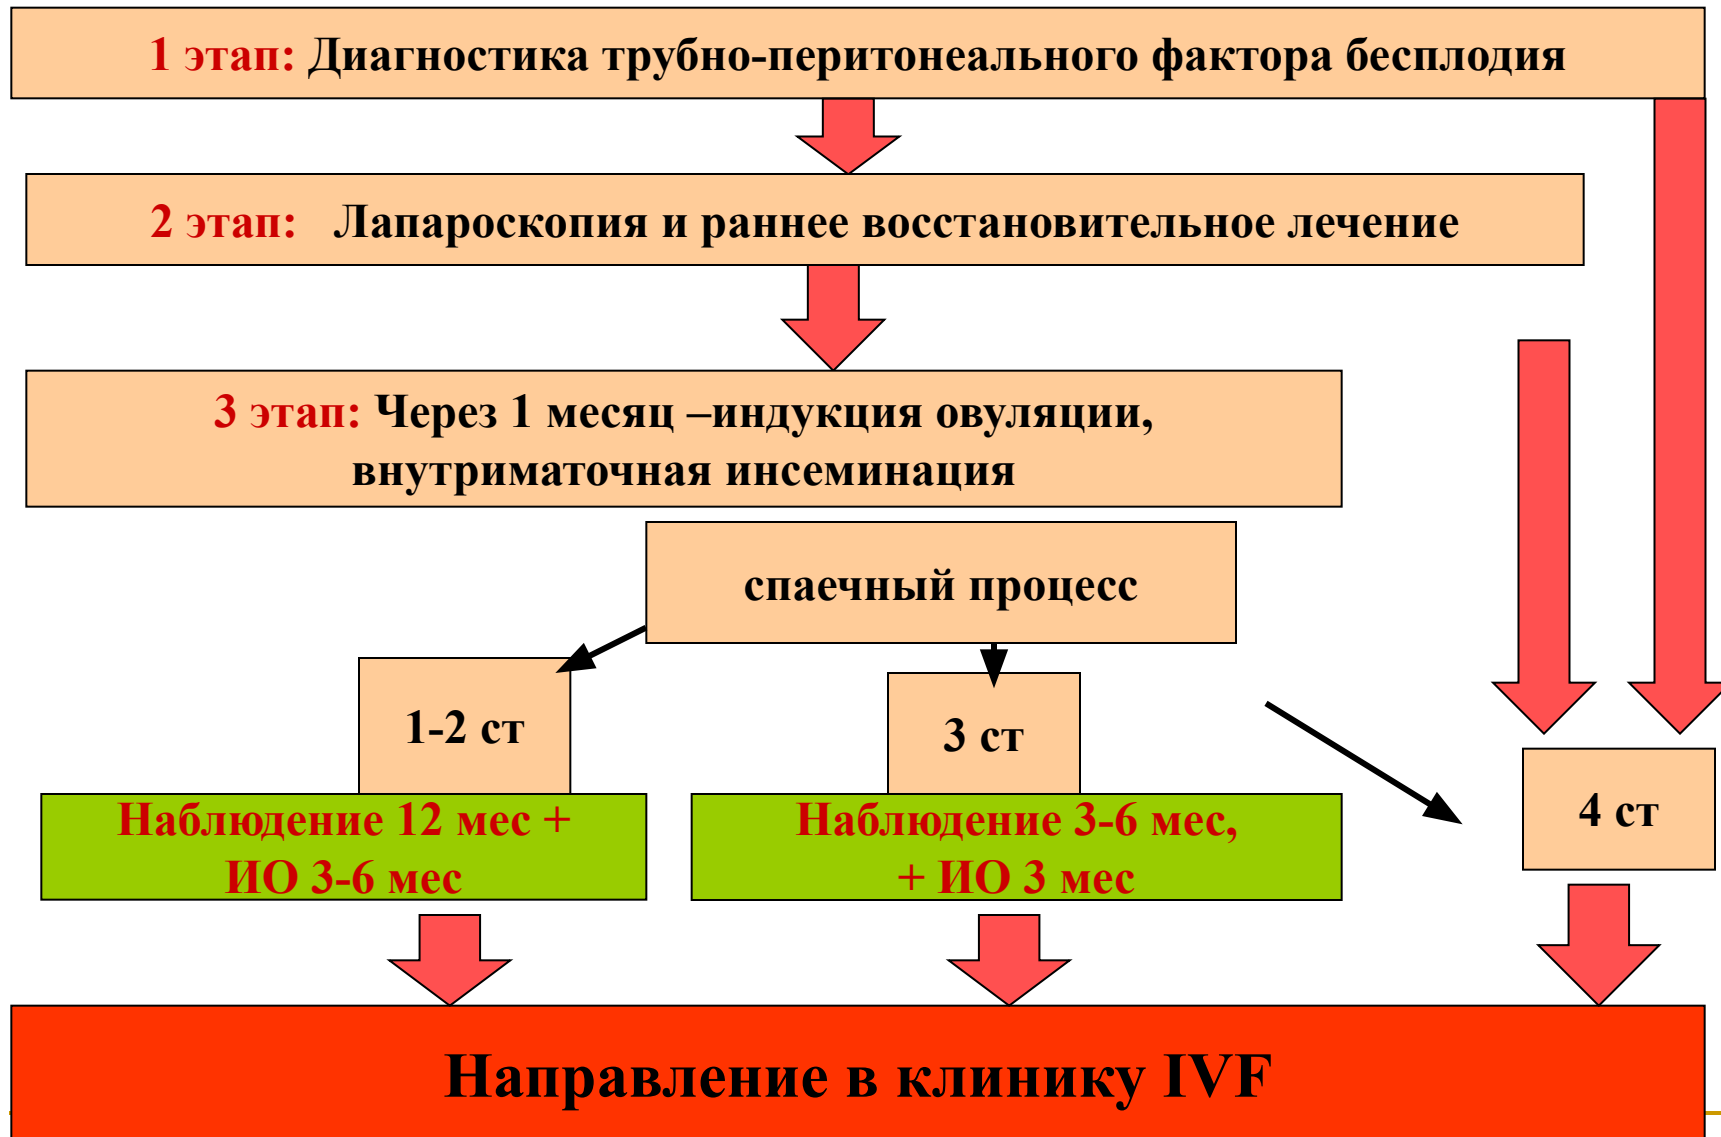 1 этап: Диагностика трубно-перитонеального фактора бесплодия
2 этап: Лапароскопия и раннее восстановительное лечение
3 этап: Через 1 месяц –индукция овуляции,
внутриматочная инсеминация
спаечный процесс
1-2 ст
3 ст
4 ст
Наблюдение 12 мес +
ИО 3-6 мес
Наблюдение 3-6 мес,
+ ИО 3 мес
Направление в клинику IVF